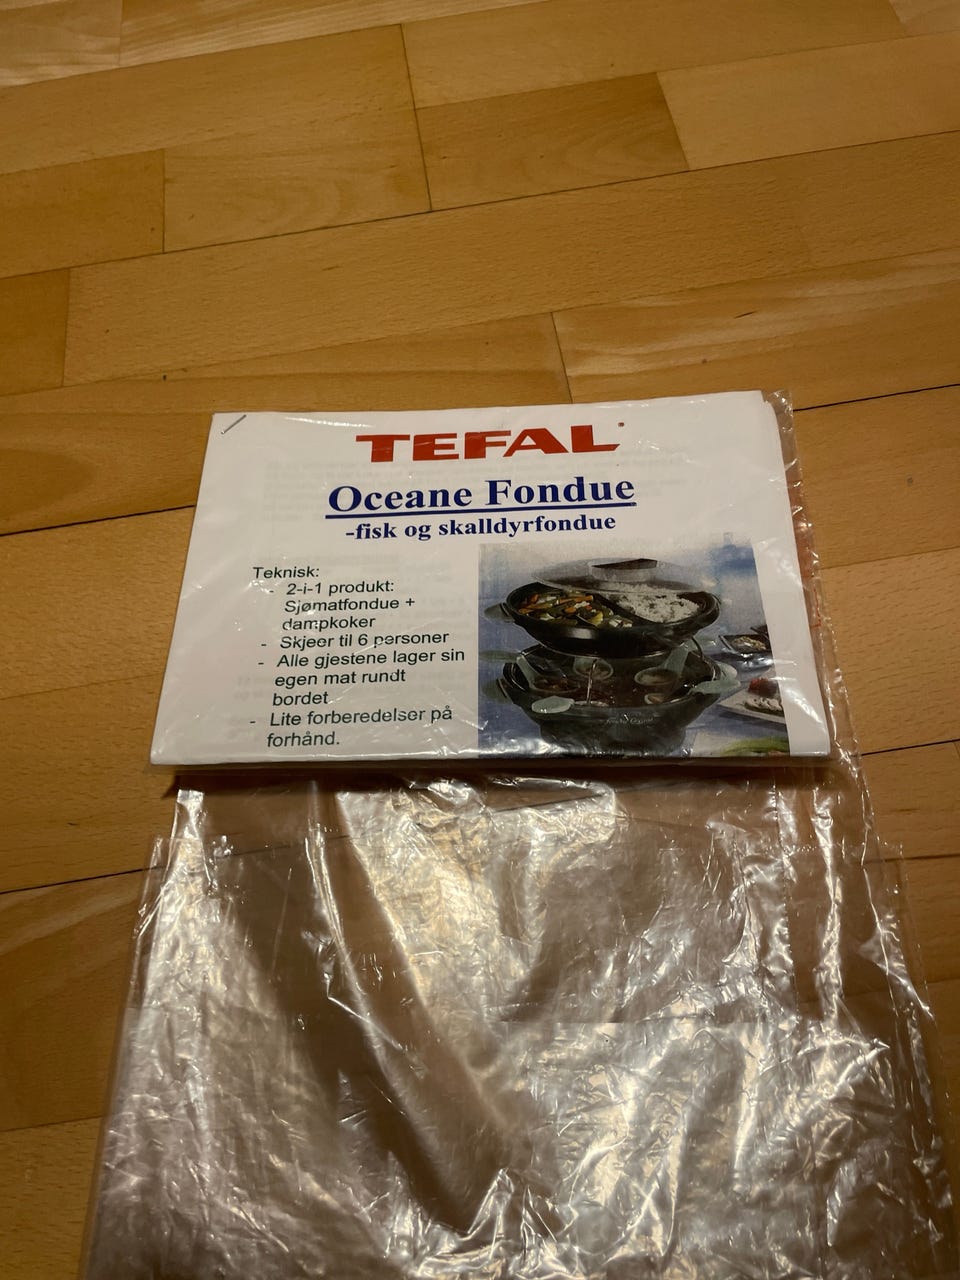 TEFAL
Oceane Fondue
-fisk og skalldyrfondue
Teknisk:
- 2-i-1 produkt:
Sjømatfondue +
dampkoker
- Skjeer til 6 personer
- Alle gjestene lager sin
egen mat rundt
bordet
- Lite forberedelser på
forhånd.